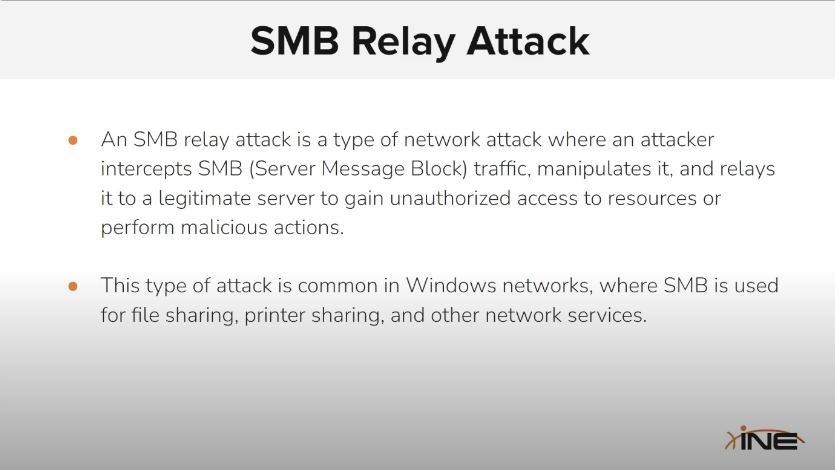 SMB Relay Attack
● An SMB relay attack is a type of network attack where an attacker
intercepts SMB (Server Message Block) traffic, manipulates it, and relays
it to a legitimate server to gain unauthorized access to resources or
perform malicious actions.
● This type of attack is common in Windows networks, where SMB is used
for file sharing, printer sharing, and other network services.
INE